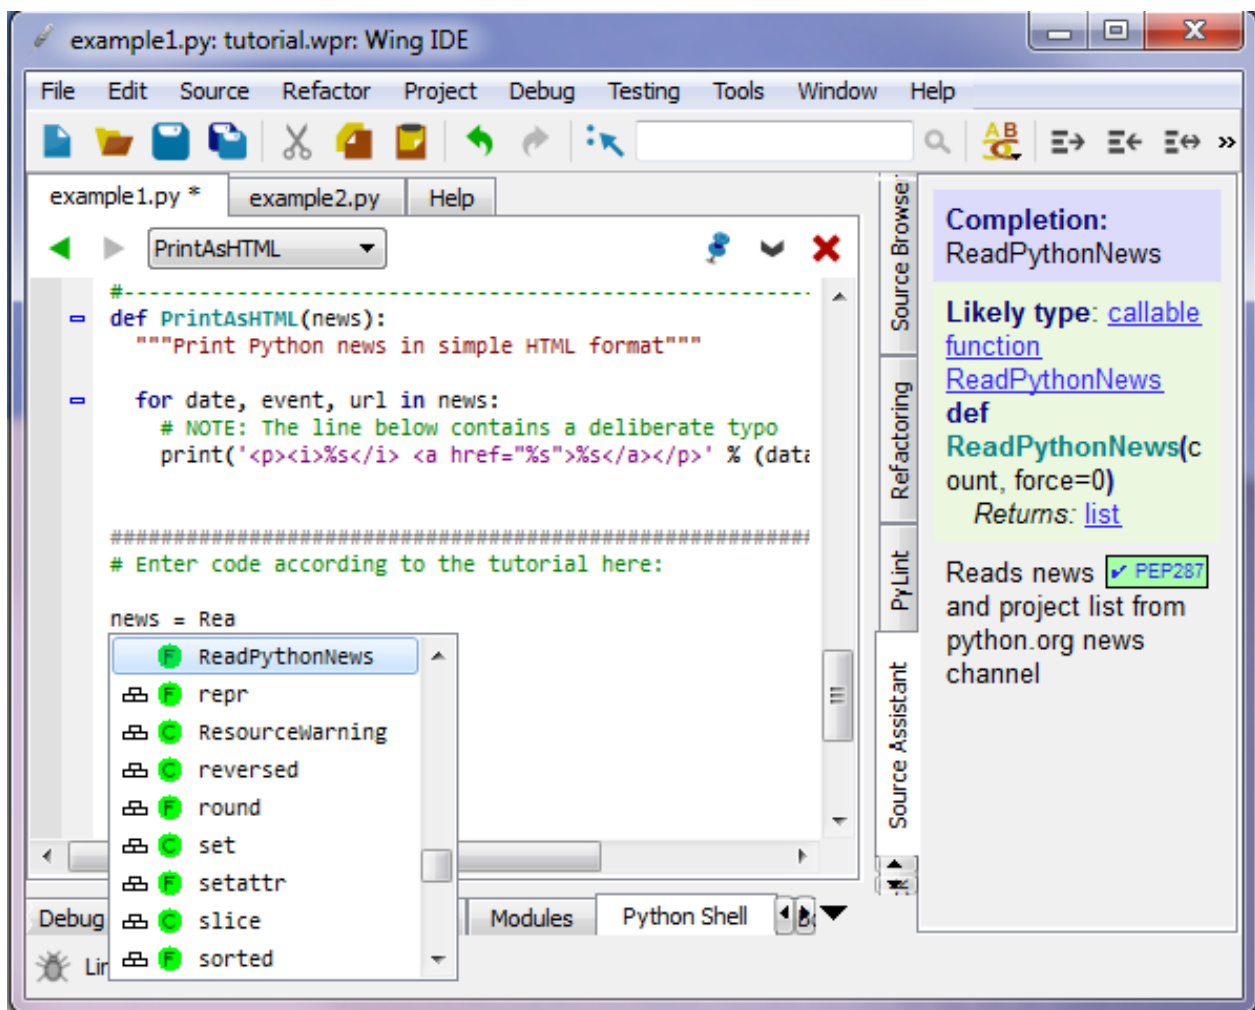 example1.py: tutorial.wpr: Wing IDE
File Edit Source Refactor Project Debug Testing Tools Window Help
example1.py * example2.py Help
PrintAsHTML
#------------------------------------------------------
def PrintAsHTML(news):
"""Print Python news in simple HTML format"""
for date, event, url in news:
# NOTE: The line below contains a deliberate typo
print('<p><i>%s</i> <a href="%s">%s</a></p>' % (data
#########################################################
# Enter code according to the tutorial here:
news = Rea
F ReadPythonNews
F repr
C ResourceWarning
C reversed
F round
C set
F setattr
C slice
F sorted
Debug Modules Python Shell
Source Browser
Refactoring
PyLint
Source Assistant
Completion:
ReadPythonNews
Likely type: callable
function
ReadPythonNews
def
ReadPythonNews(c
ount, force=0)
Returns: list
Reads news ✔ PEP287
and project list from
python.org news
channel